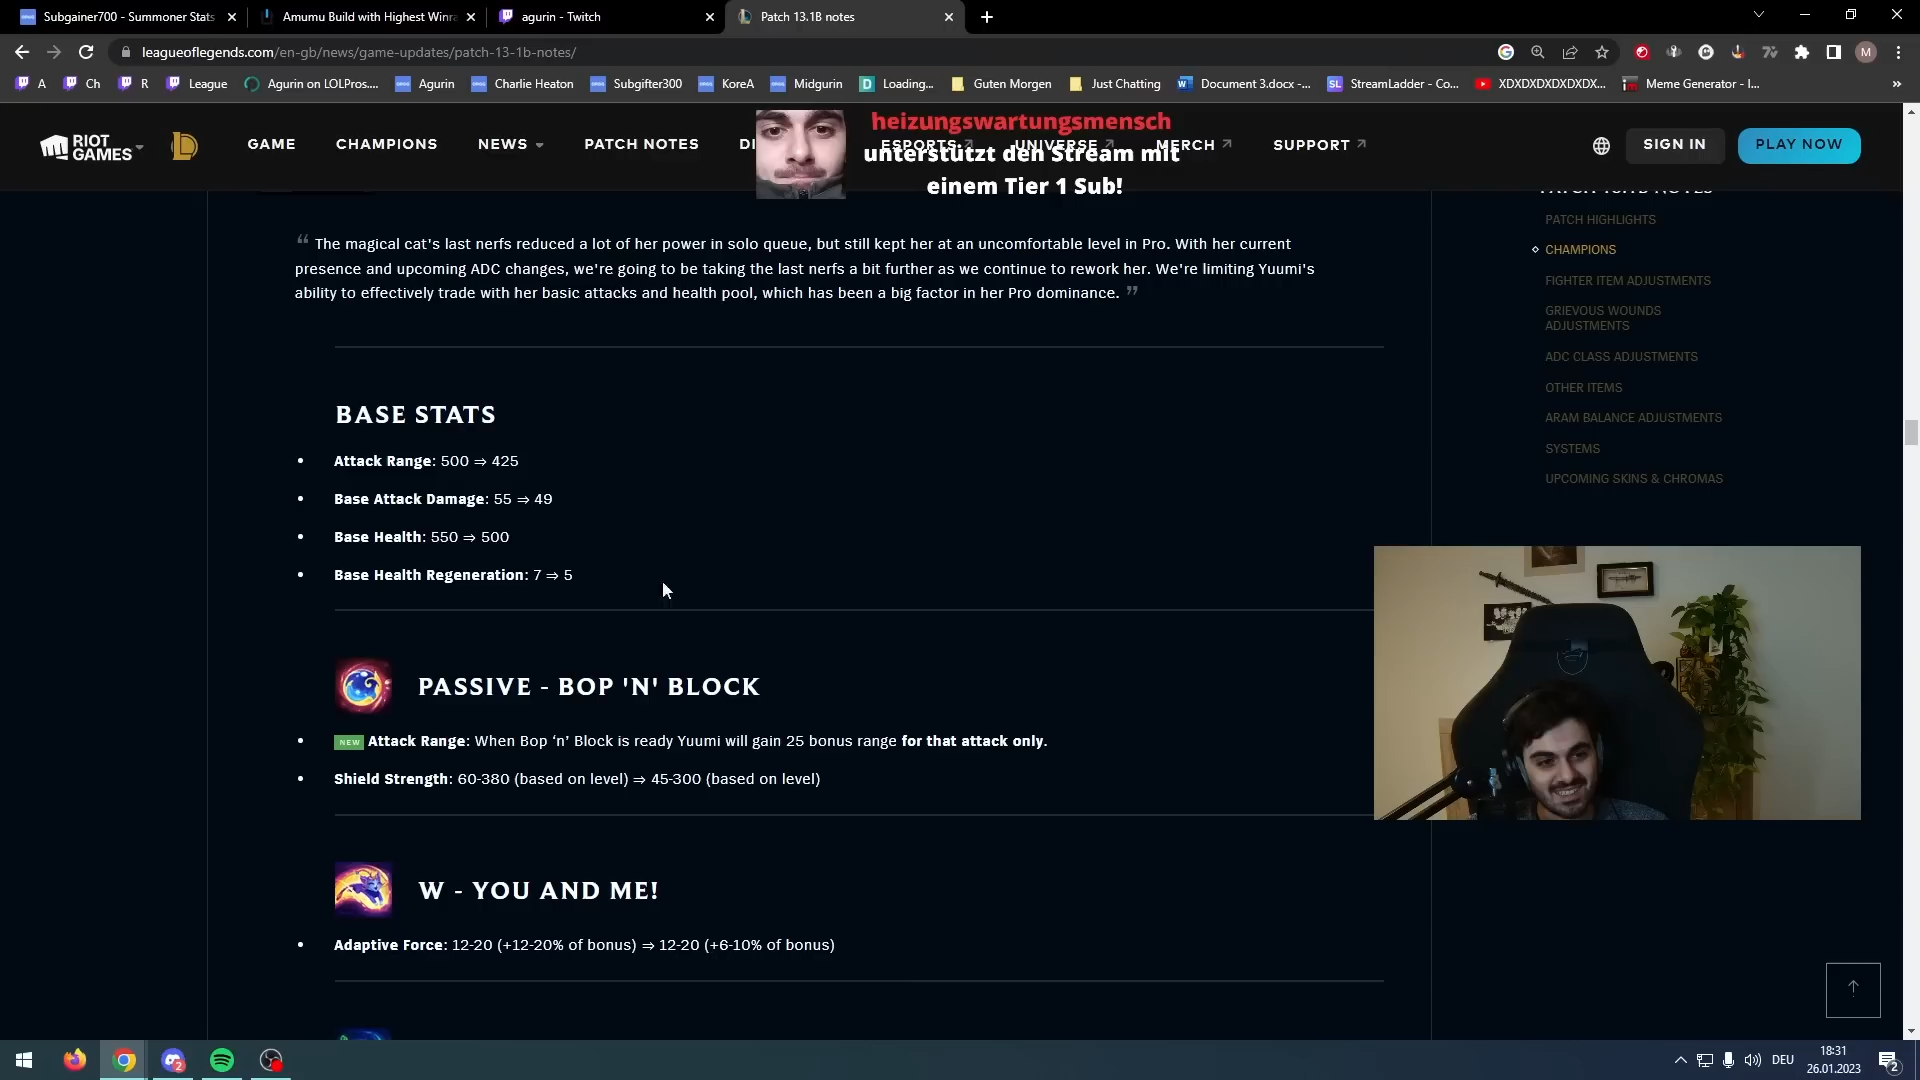 Subgainer700 - Summoner Stats
Amumu Build with Highest Winra
agurin - Twitch
Patch 13.1B notes
leagueoflegends.com/en-gb/news/game-updates/patch-13-1b-notes/
M
A
Ch
R
League
Agurin on LOLPros....
Agurin
Charlie Heaton
Subgifter300
KoreA
Midgurin
D Loading...
Guten Morgen
Just Chatting
Document 3.docx -...
SL StreamLadder - Co...
XDXDXDXDXDXDX...
Meme Generator - I...
»
RIOT
GAMES
GAME
CHAMPIONS
NEWS
PATCH NOTES
DI
ESPORTS
UNIVERSE
MERCH
SUPPORT
SIGN IN
PLAY NOW
heizungswartungsmensch
unterstützt den Stream mit
einem Tier 1 Sub!
PATCH 13.1B NOTES
PATCH HIGHLIGHTS
CHAMPIONS
FIGHTER ITEM ADJUSTMENTS
GRIEVOUS WOUNDS
ADJUSTMENTS
ADC CLASS ADJUSTMENTS
OTHER ITEMS
ARAM BALANCE ADJUSTMENTS
SYSTEMS
UPCOMING SKINS & CHROMAS
“ The magical cat's last nerfs reduced a lot of her power in solo queue, but still kept her at an uncomfortable level in Pro. With her current
presence and upcoming ADC changes, we're going to be taking the last nerfs a bit further as we continue to rework her. We're limiting Yuumi's
ability to effectively trade with her basic attacks and health pool, which has been a big factor in her Pro dominance. ”
BASE STATS
• Attack Range: 500 ⇒ 425
• Base Attack Damage: 55 ⇒ 49
• Base Health: 550 ⇒ 500
• Base Health Regeneration: 7 ⇒ 5
PASSIVE - BOP 'N' BLOCK
• NEW Attack Range: When Bop ‘n’ Block is ready Yuumi will gain 25 bonus range for that attack only.
• Shield Strength: 60-380 (based on level) ⇒ 45-300 (based on level)
W - YOU AND ME!
• Adaptive Force: 12-20 (+12-20% of bonus) ⇒ 12-20 (+6-10% of bonus)
2
DEU
18:31
26.01.2023
2